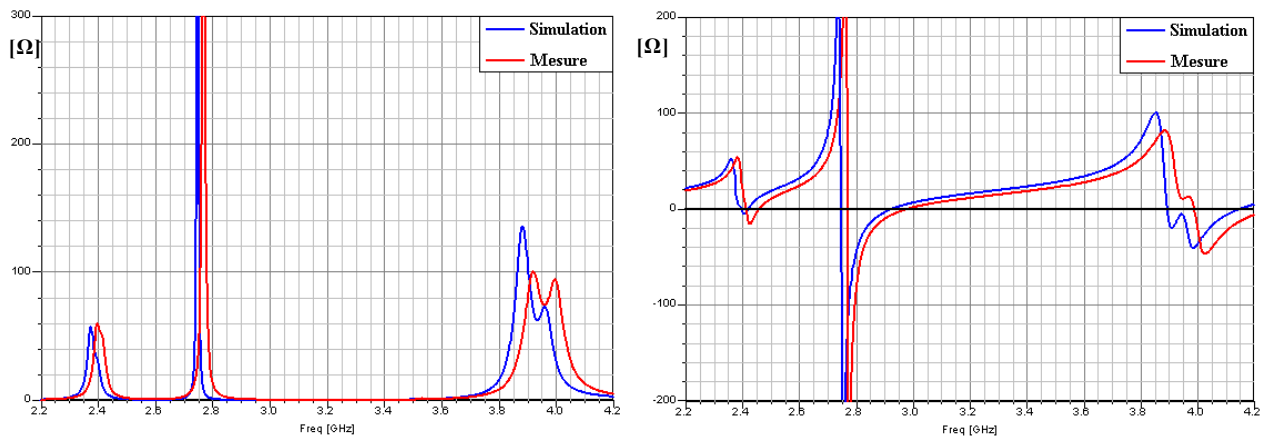 300
[Ω]
Simulation
Mesure
200
100
0
2.2 2.4 2.6 2.8 3.0 3.2 3.4 3.6 3.8 4.0 4.2
Freq [GHz]
200
[Ω]
Simulation
Mesure
100
0
-100
-200
2.2 2.4 2.6 2.8 3.0 3.2 3.4 3.6 3.8 4.0 4.2
Freq [GHz]